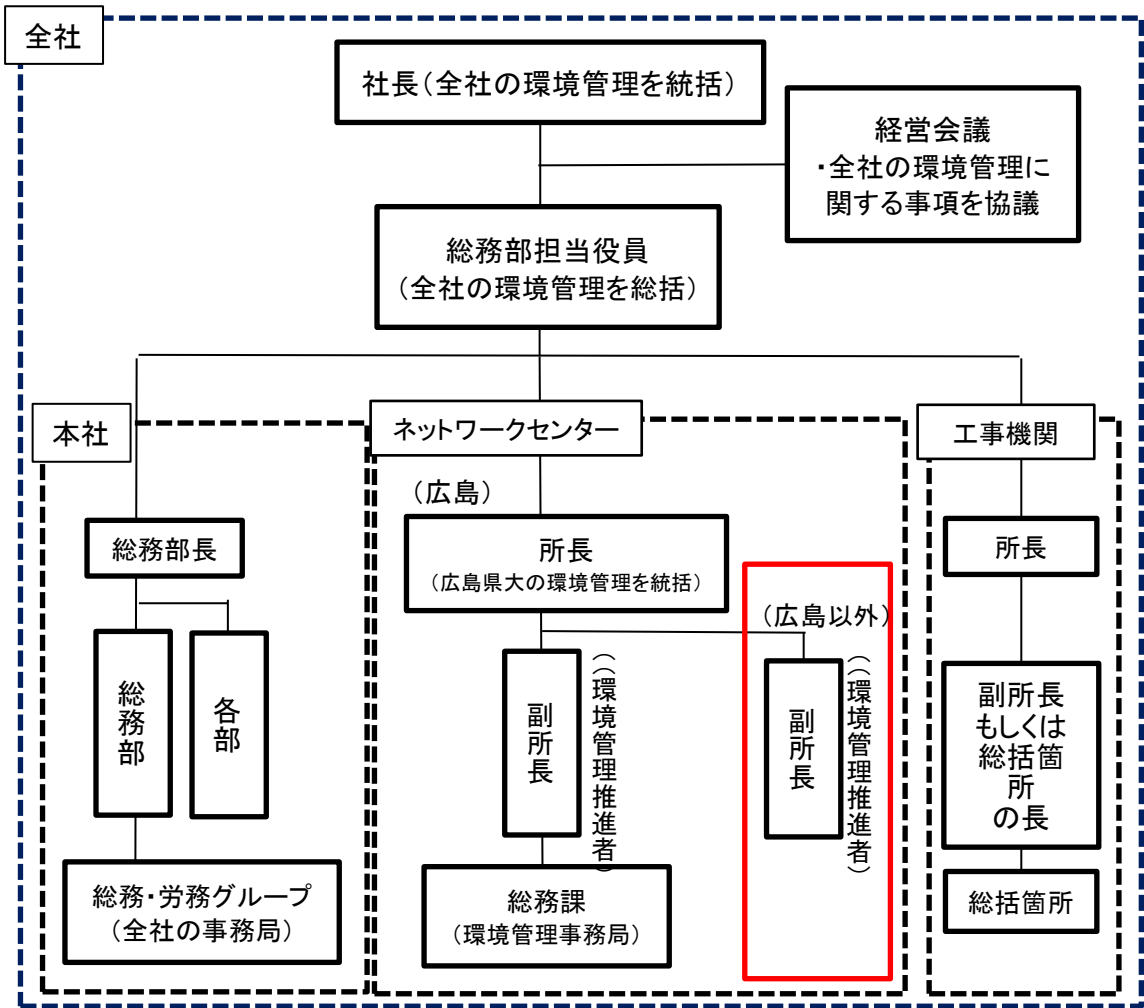 全社
社長（全社の環境管理を統括）
経営会議
・全社の環境管理に
関する事項を協議
総務部担当役員
（全社の環境管理を総括）
本社
ネットワークセンター
工事機関
総務部長
総務部
各部
総務・労務グループ
（全社の事務局）
（広島）
所長
（広島県大の環境管理を統括）
副所長
（（環境管理推進者）
総務課
（環境管理事務局）
（広島以外）
副所長
（（環境管理推進者）
所長
副所長
もしくは
総括箇
所
の長
総括箇所